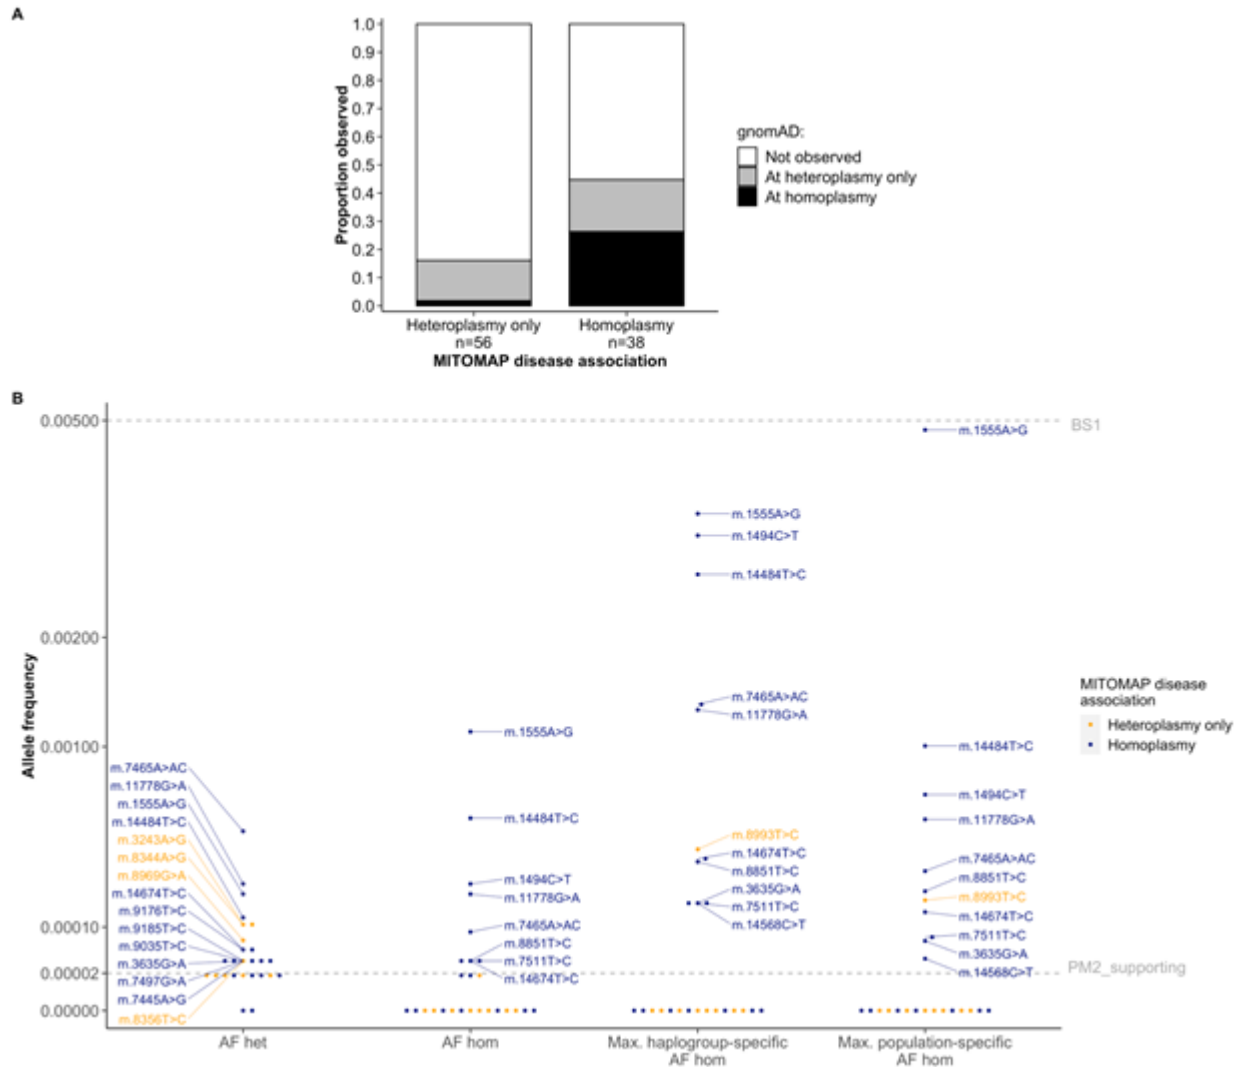 A
1.0
0.9
0.8
0.7
0.6
0.5
0.4
0.3
0.2
0.1
0.0
Proportion observed
Heteroplasmy only
n=56
Homoplasmy
n=38
MITOMAP disease association
gnomAD:
Not observed
At heteroplasmy only
At homoplasmy
B
0.00500
0.00200
0.00100
0.00010
0.00002
0.00000
Allele frequency
BS1
PM2_supporting
m.7465A>AC
m.11778G>A
m.1555A>G
m.14484T>C
m.3243A>G
m.8344A>G
m.8969G>A
m.14674T>C
m.9176T>C
m.9185T>C
m.9035T>C
m.3635G>A
m.7497G>A
m.7445A>G
m.8356T>C
m.1555A>G
m.14484T>C
m.1494C>T
m.11778G>A
m.7465A>AC
m.8851T>C
m.7511T>C
m.14674T>C
m.1555A>G
m.1494C>T
m.14484T>C
m.7465A>AC
m.11778G>A
m.8993T>C
m.14674T>C
m.8851T>C
m.3635G>A
m.7511T>C
m.14568C>T
m.1555A>G
m.14484T>C
m.1494C>T
m.11778G>A
m.7465A>AC
m.8851T>C
m.8993T>C
m.14674T>C
m.7511T>C
m.3635G>A
m.14568C>T
AF het
AF hom
Max. haplogroup-specific
AF hom
Max. population-specific
AF hom
MITOMAP disease
association
Heteroplasmy only
Homoplasmy